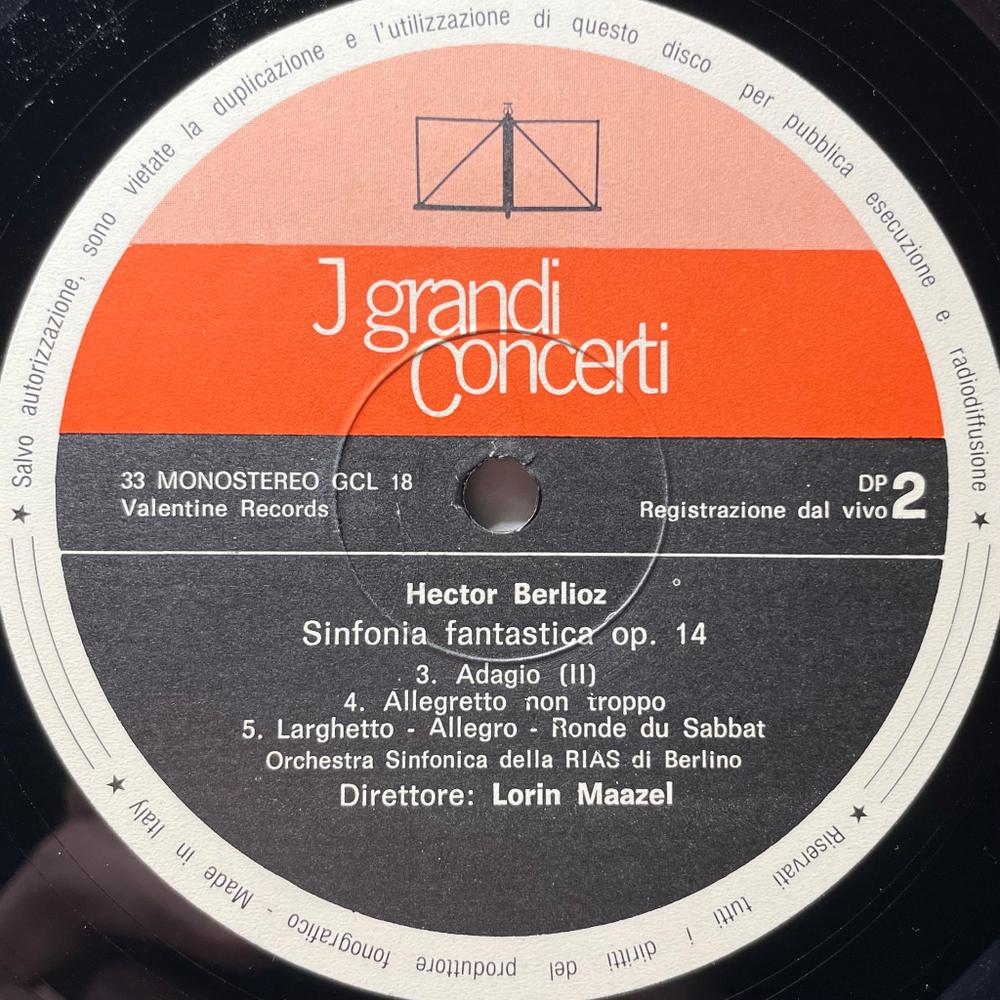 Salvo autorizzazione, sono vietate la duplicazione e l'utilizzazione di questo disco per pubblica esecuzione e radiodiffusione
J grandi
concerti
33 MONOSTEREO GCL 18
Valentine Records
DP 2
Registrazione dal vivo
Hector Berlioz
Sinfonia fantastica op. 14
3. Adagio (II)
4. Allegretto non troppo
5. Larghetto - Allegro - Ronde du Sabbat
Orchestra Sinfonica della RIAS di Berlino
Direttore: Lorin Maazel
★ Riservati tutti i diritti del produttore fonografico - Made in Italy ★